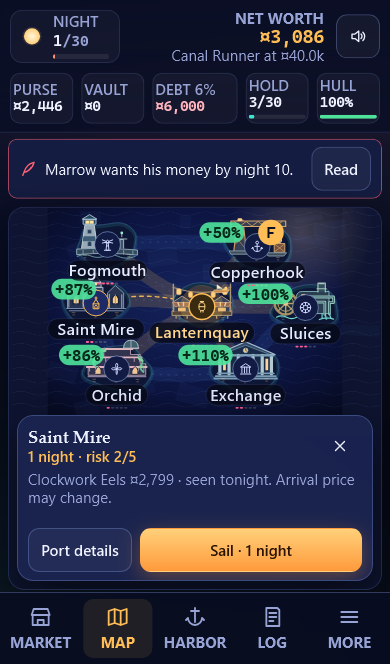 NIGHT
1/30
NET WORTH
¤3,086
Canal Runner at ¤40.0k
PURSE
¤2,446
VAULT
¤0
DEBT 6%
¤6,000
HOLD
3/30
HULL
100%
Marrow wants his money by night 10.
Read
+50%
F
Fogmouth
Copperhook
+87%
+100%
Saint Mire
Lanternquay
Sluices
+86%
+110%
Orchid
Exchange
Saint Mire
1 night · risk 2/5
Clockwork Eels ¤2,799 · seen tonight. Arrival price
may change.
Port details
Sail · 1 night
MARKET
MAP
HARBOR
LOG
MORE